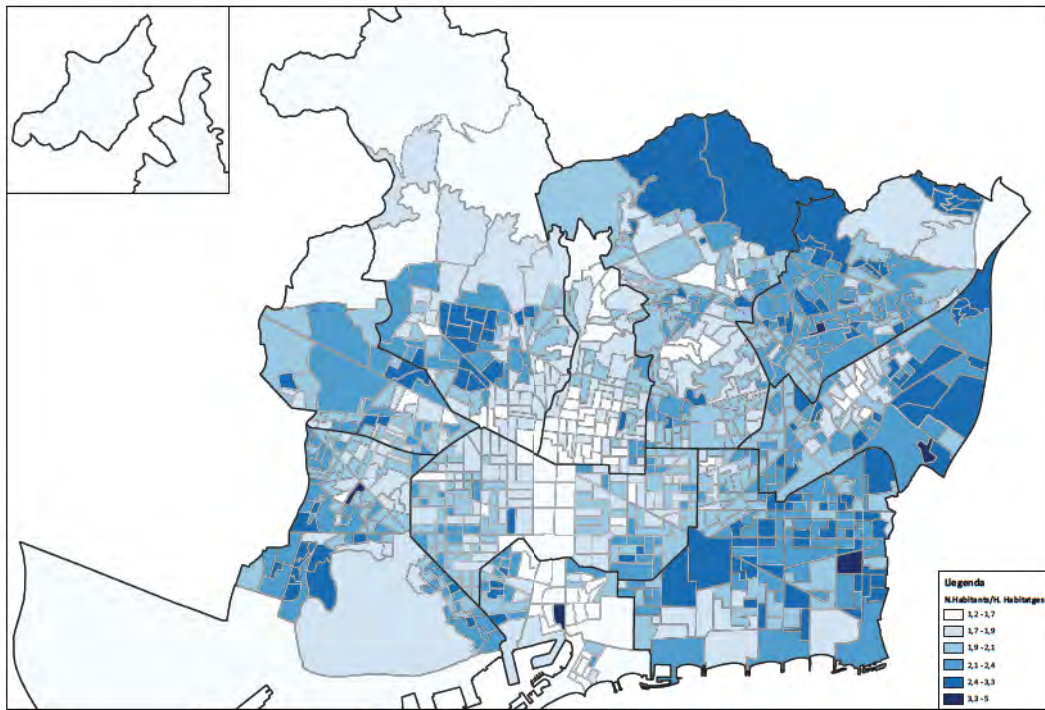 Llegenda
N.Habitants/H. Habitatges
1,2 - 1,7
1,7 - 1,9
1,9 - 2,1
2,1 - 2,4
2,4 - 3,3
3,3 - 5